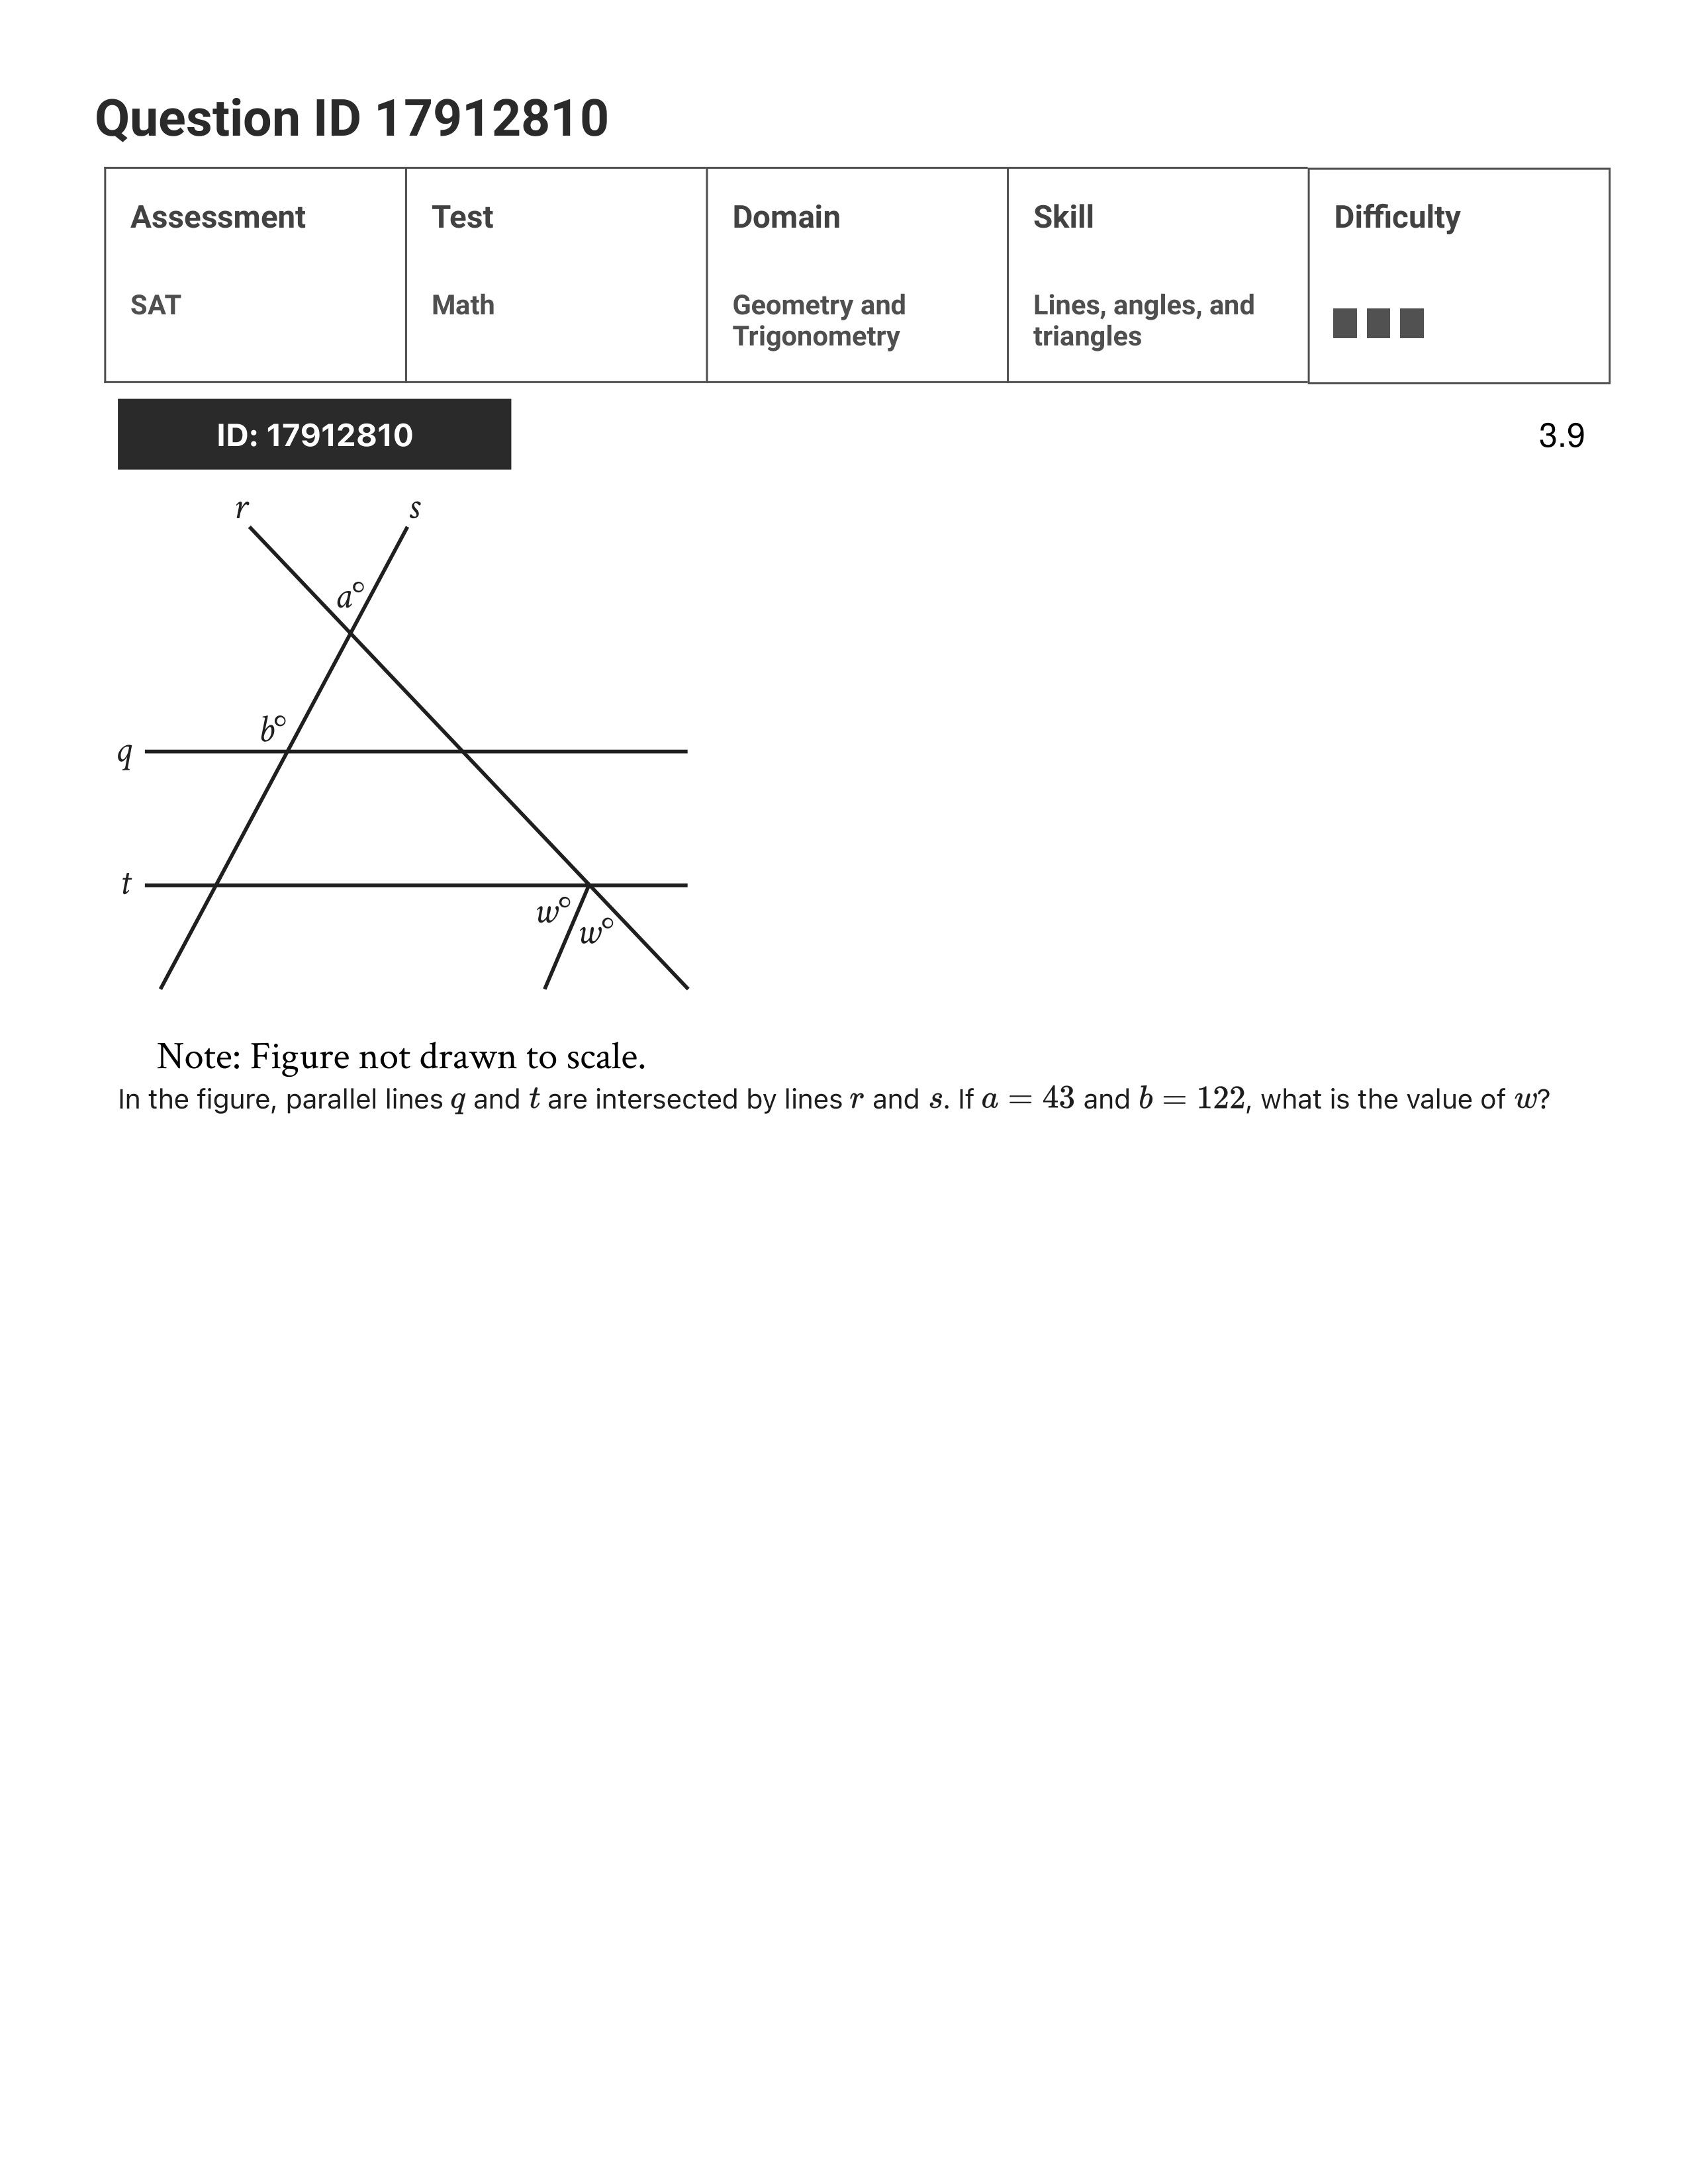 Question ID 17912810
Assessment
Test
Domain
Skill
Difficulty
SAT
Math
Geometry and
Trigonometry
Lines, angles, and
triangles
ID: 17912810
3.9
r
s
a°
b°
q
t
w°
w°
Note: Figure not drawn to scale.
In the figure, parallel lines q and t are intersected by lines r and s. If a = 43 and b = 122, what is the value of w?